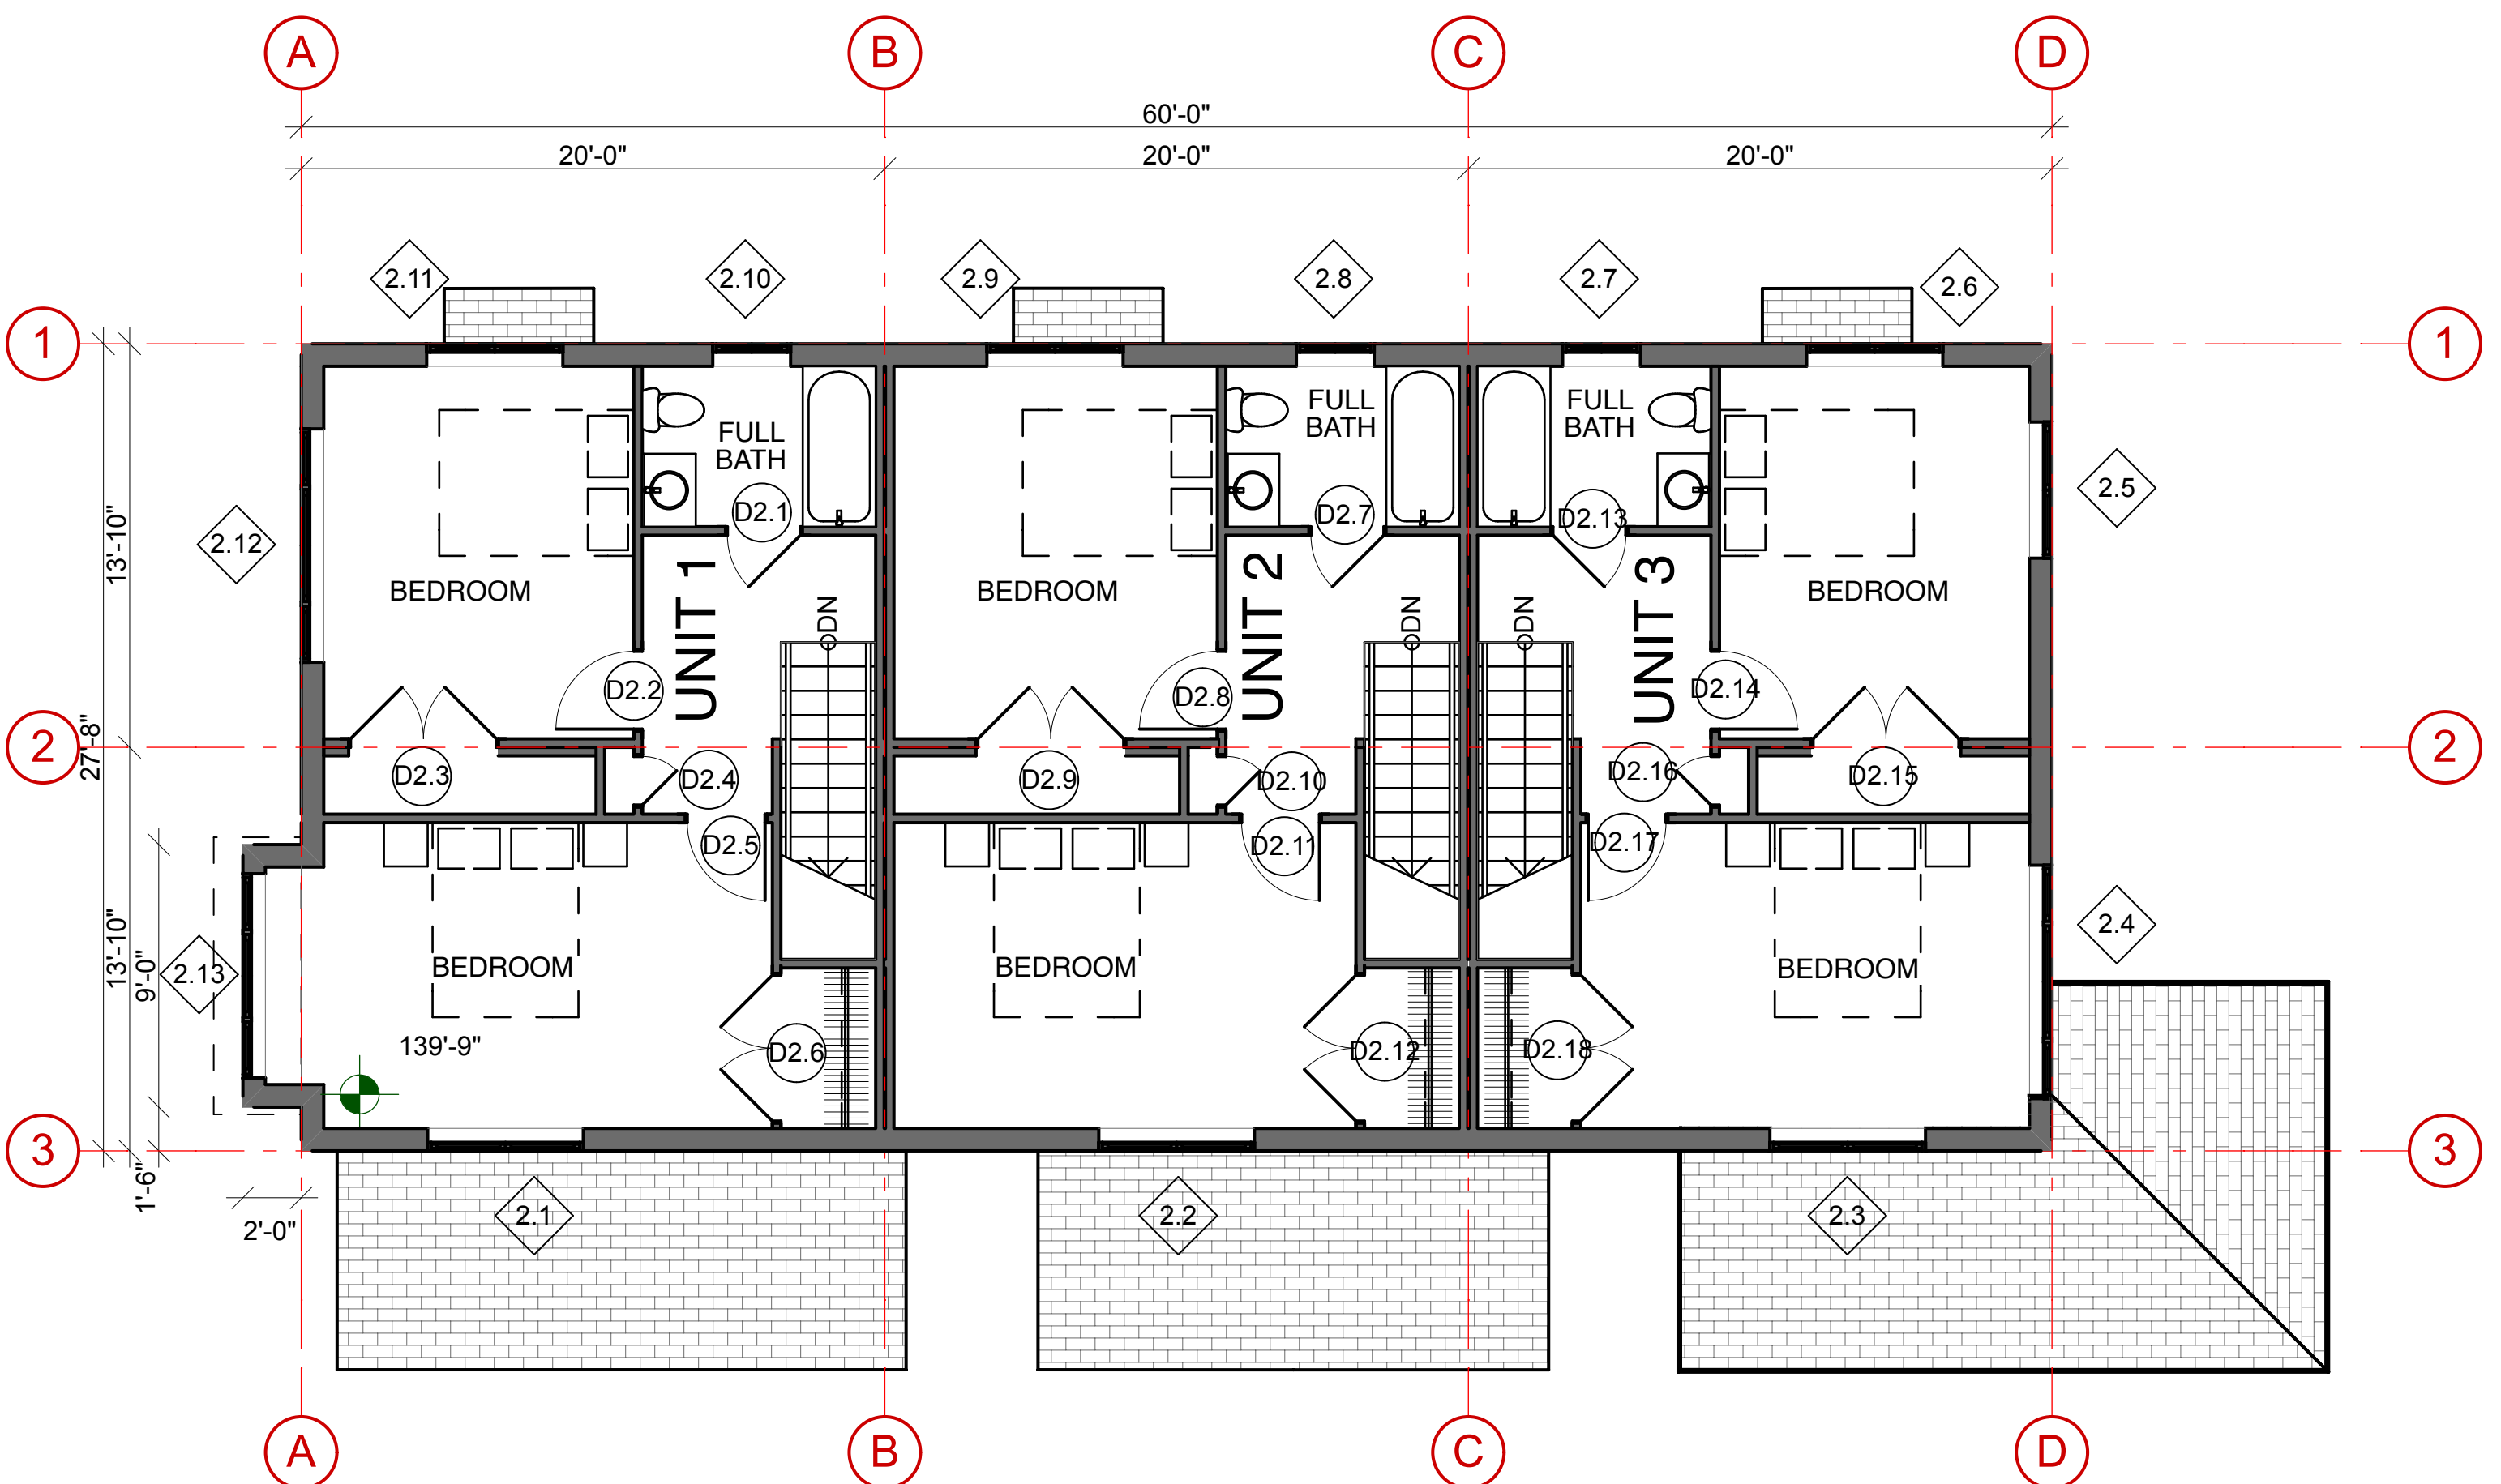 A
B
C
D
60'-0"
20'-0"
20'-0"
20'-0"
2.11
2.10
2.9
2.8
2.7
2.6
1
1
FULL
BATH
FULL
BATH
FULL
BATH
2.5
D2.1
D2.7
D2.13
13'-10"
2.12
BEDROOM
BEDROOM
BEDROOM
UNIT 1
UNIT 2
UNIT 3
DN
DN
DN
D2.2
D2.8
D2.14
2
27'-8"
2
D2.3
D2.4
D2.9
D2.10
D2.16
D2.15
D2.5
D2.11
D2.17
2.4
13'-10"
9'-0"
2.13
BEDROOM
BEDROOM
BEDROOM
139'-9"
D2.6
D2.12
D2.18
3
3
1'-6"
2'-0"
2.1
2.2
2.3
A
B
C
D